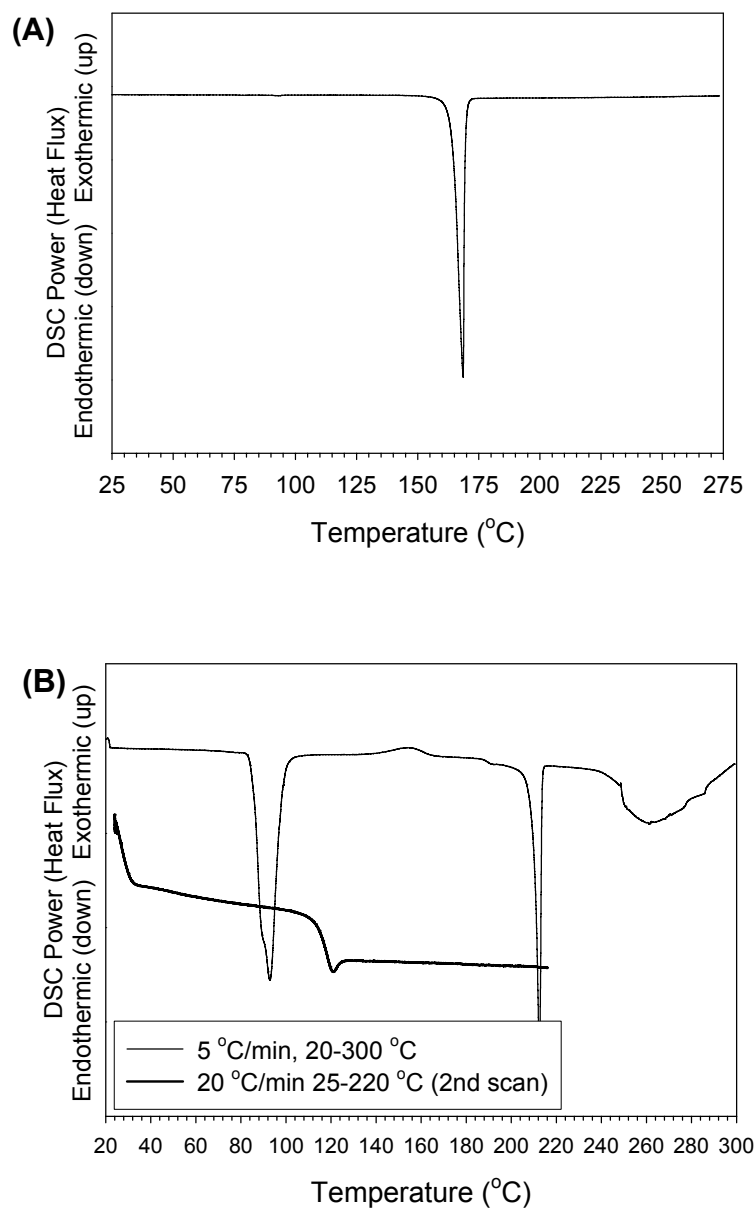 (A)
DSC Power (Heat Flux)
Endothermic (down)    Exothermic (up)
25 50 75 100 125 150 175 200 225 250 275
Temperature (°C)
(B)
DSC Power (Heat Flux)
Endothermic (down)    Exothermic (up)
5 °C/min, 20-300 °C
20 °C/min 25-220 °C (2nd scan)
20 40 60 80 100 120 140 160 180 200 220 240 260 280 300
Temperature (°C)